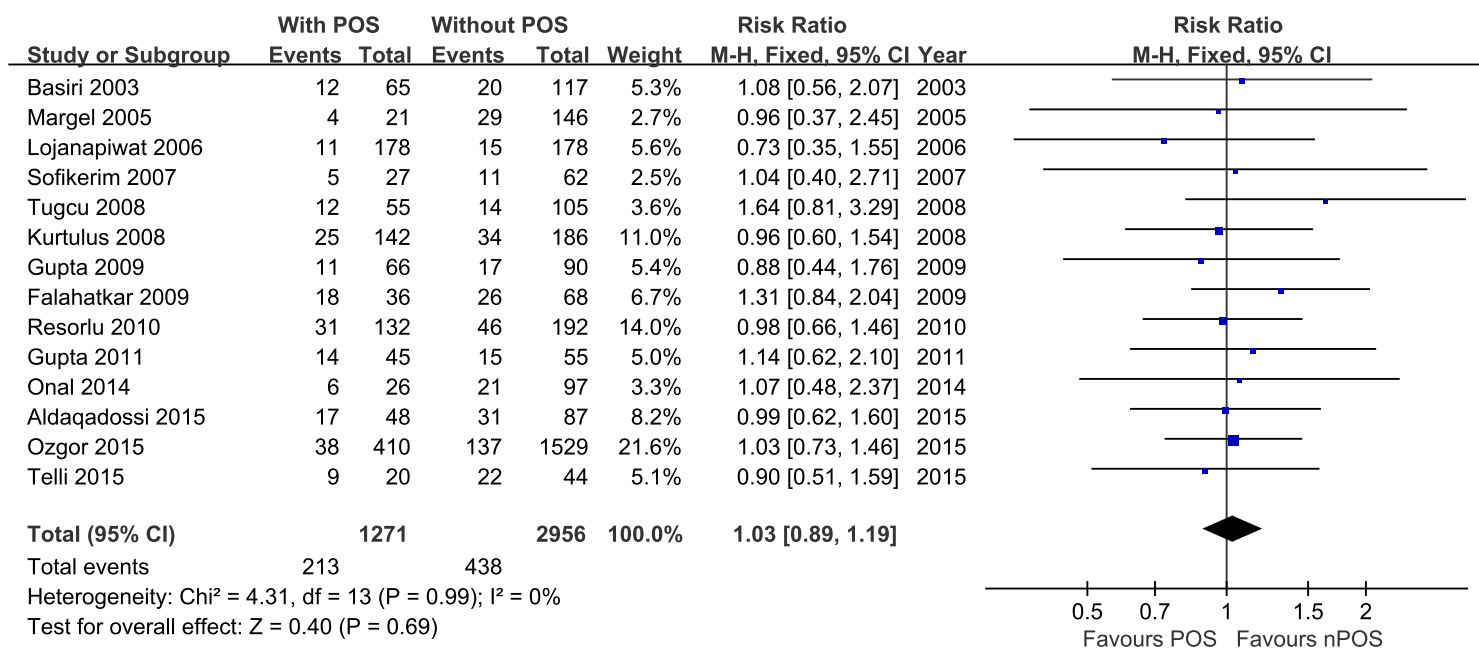 With POS Without POS Risk Ratio Risk Ratio
Study or Subgroup Events Total Events Total Weight M-H, Fixed, 95% CI Year M-H, Fixed, 95% CI
Basiri 2003 12 65 20 117 5.3% 1.08 [0.56, 2.07] 2003
Margel 2005 4 21 29 146 2.7% 0.96 [0.37, 2.45] 2005
Lojanapiwat 2006 11 178 15 178 5.6% 0.73 [0.35, 1.55] 2006
Sofikerim 2007 5 27 11 62 2.5% 1.04 [0.40, 2.71] 2007
Tugcu 2008 12 55 14 105 3.6% 1.64 [0.81, 3.29] 2008
Kurtulus 2008 25 142 34 186 11.0% 0.96 [0.60, 1.54] 2008
Gupta 2009 11 66 17 90 5.4% 0.88 [0.44, 1.76] 2009
Falahatkar 2009 18 36 26 68 6.7% 1.31 [0.84, 2.04] 2009
Resorlu 2010 31 132 46 192 14.0% 0.98 [0.66, 1.46] 2010
Gupta 2011 14 45 15 55 5.0% 1.14 [0.62, 2.10] 2011
Onal 2014 6 26 21 97 3.3% 1.07 [0.48, 2.37] 2014
Aldaqadossi 2015 17 48 31 87 8.2% 0.99 [0.62, 1.60] 2015
Ozgor 2015 38 410 137 1529 21.6% 1.03 [0.73, 1.46] 2015
Telli 2015 9 20 22 44 5.1% 0.90 [0.51, 1.59] 2015
Total (95% CI) 1271 2956 100.0% 1.03 [0.89, 1.19]
Total events 213 438
Heterogeneity: Chi² = 4.31, df = 13 (P = 0.99); I² = 0%
Test for overall effect: Z = 0.40 (P = 0.69)
0.5 0.7 1 1.5 2
Favours POS Favours nPOS